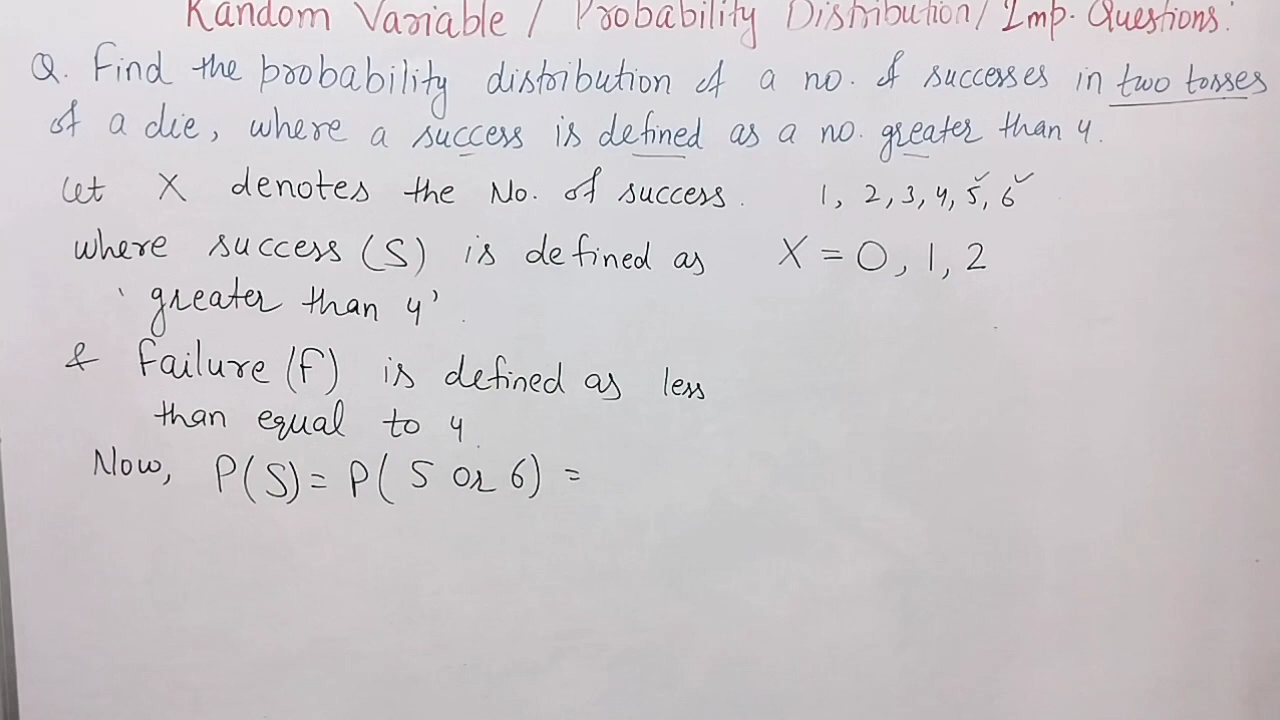 Random Variable / Probability Distribution / Imp. Questions.
Q. Find the probability distribution of a no. of successes in two tosses
of a die, where a success is defined as a no. greater than 4.
Let X denotes the No. of success. 1, 2, 3, 4, 5, 6
where success (S) is defined as X = 0, 1, 2
'greater than 4'.
& Failure (F) is defined as less
than equal to 4.
Now, P(S) = P( 5 or 6) =